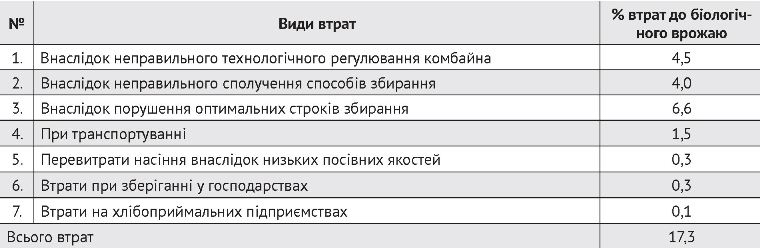 № Види втрат % втрат до біологіч-
ного врожаю
1. Внаслідок неправильного технологічного регулювання комбайна 4,5
2. Внаслідок неправильного сполучення способів збирання 4,0
3. Внаслідок порушення оптимальних строків збирання 6,6
4. При транспортуванні 1,5
5. Перевитрати насіння внаслідок низьких посівних якостей 0,3
6. Втрати при зберіганні у господарствах 0,3
7. Втрати на хлібоприймальних підприємствах 0,1
Всього втрат 17,3